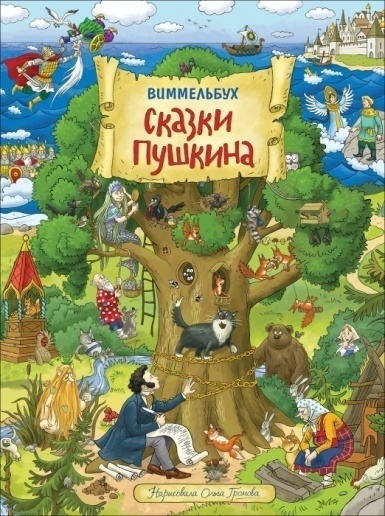 Виммельбух
Сказки
Пушкина
Нарисовала Ольга Громова